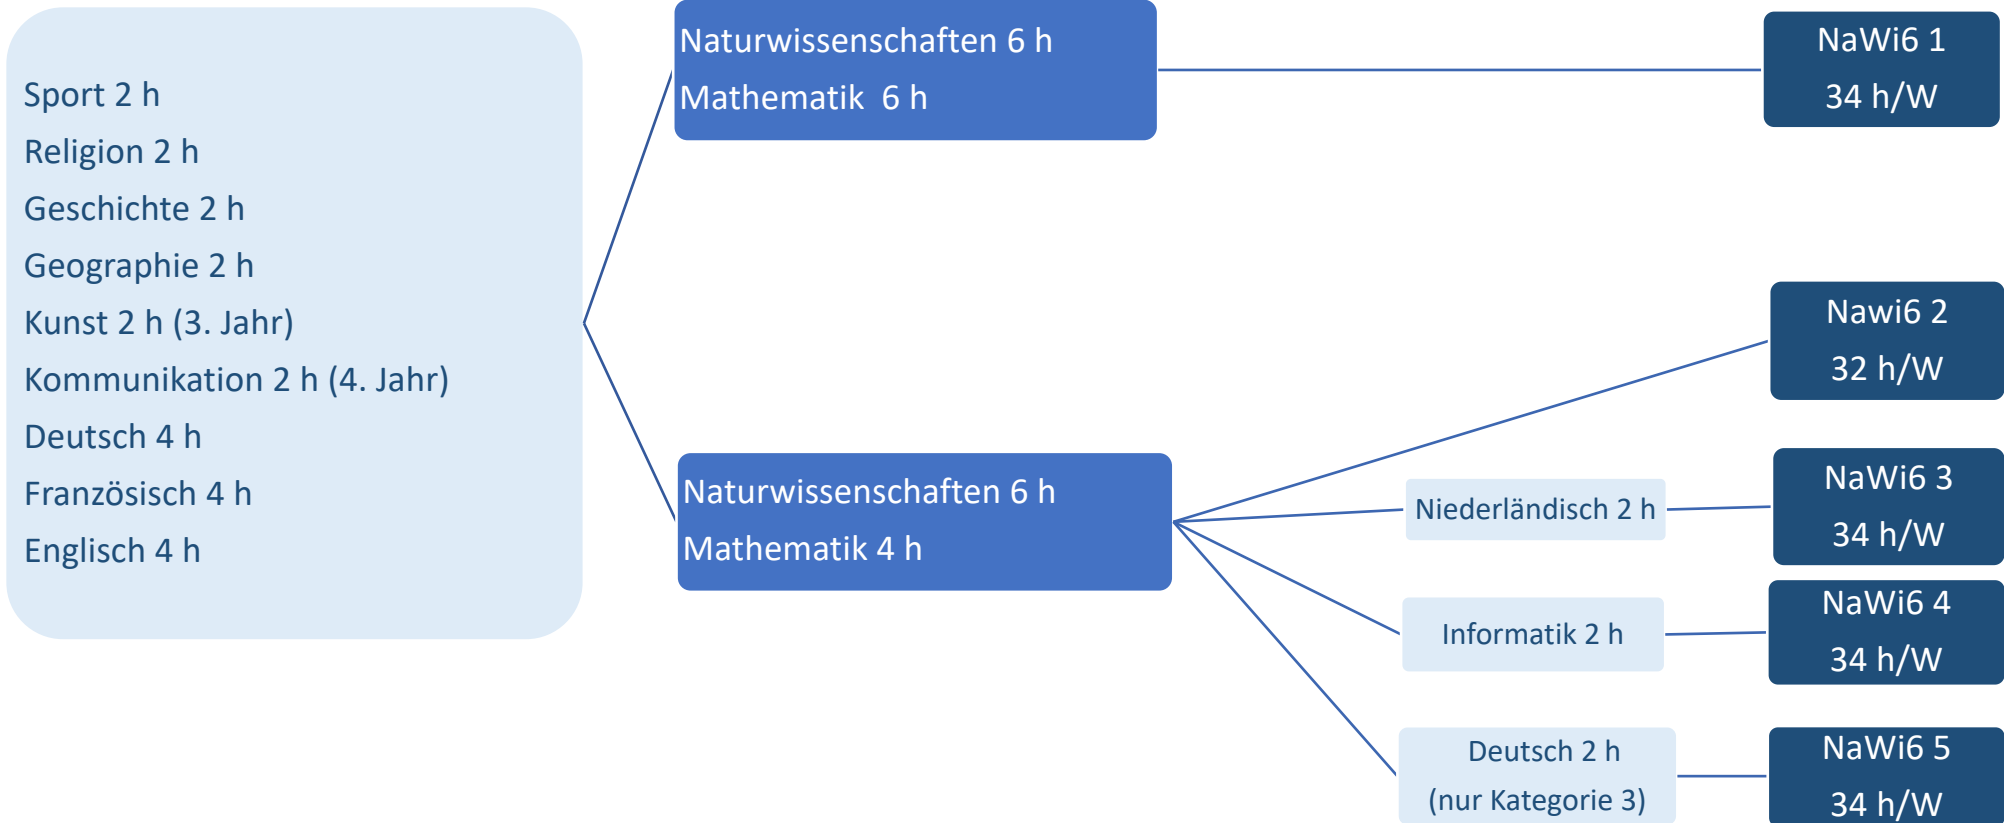 Sport 2 h
Religion 2 h
Geschichte 2 h
Geographie 2 h
Kunst 2 h (3. Jahr)
Kommunikation 2 h (4. Jahr)
Deutsch 4 h
Französisch 4 h
Englisch 4 h
Naturwissenschaften 6 h
Mathematik  6 h
NaWi6 1
34 h/W
Naturwissenschaften 6 h
Mathematik 4 h
Nawi6 2
32 h/W
Niederländisch 2 h
NaWi6 3
34 h/W
Informatik 2 h
NaWi6 4
34 h/W
Deutsch 2 h
(nur Kategorie 3)
NaWi6 5
34 h/W